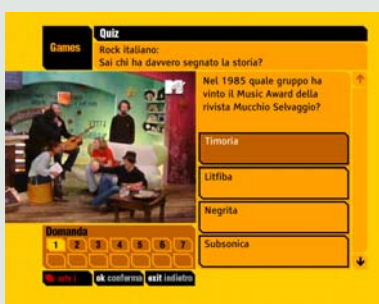 Games
Quiz
Rock italiano:
Sai chi ha davvero segnato la storia?
Nel 1985 quale gruppo ha
vinto il Music Award della
rivista Mucchio Selvaggio?
Timoria
Litfiba
Negrita
Subsonica
Domanda
1 2 3 4 5 6 7
ok conferma exit indietro